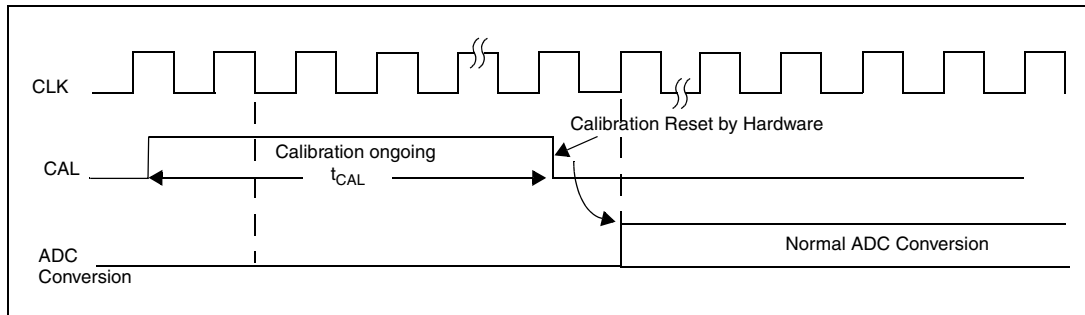 CLK
Calibration Reset by Hardware
CAL
Calibration ongoing
tCAL
ADC
Conversion
Normal ADC Conversion